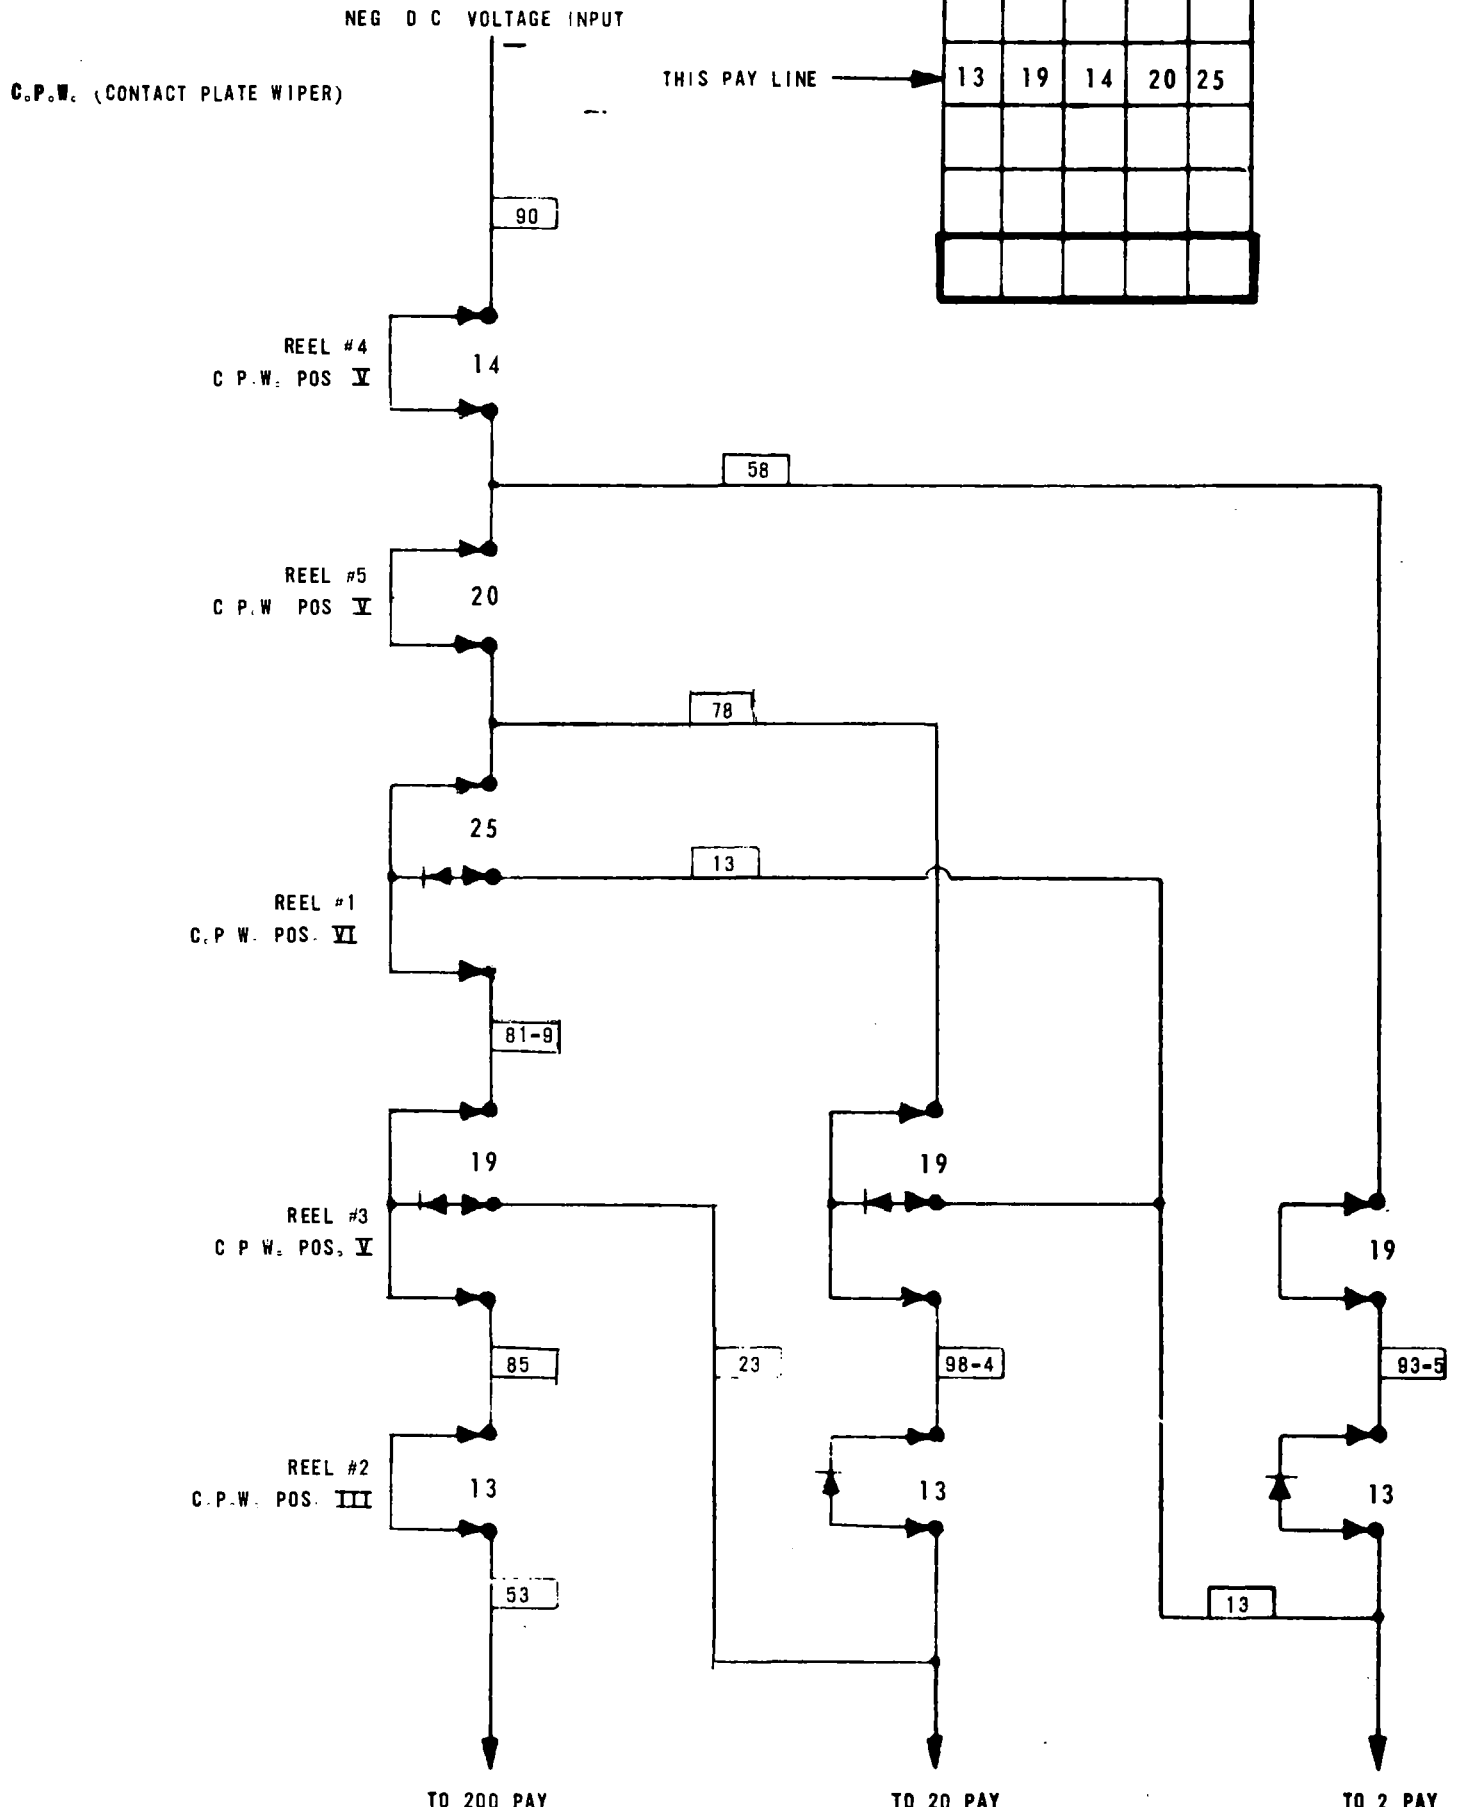 NEG D C VOLTAGE INPUT
C.P.W. (CONTACT PLATE WIPER)
THIS PAY LINE
13 19 14 20 25
90
REEL #4
C P.W. POS V
14
58
REEL #5
C P.W POS V
20
78
25
13
REEL #1
C.P W. POS. VI
81-9
19
19
REEL #3
C P W. POS. V
19
85
23
98-4
93-5
REEL #2
C.P.W. POS. III
13
13
13
53
13
TO 200 PAY
TO 20 PAY
TO 2 PAY